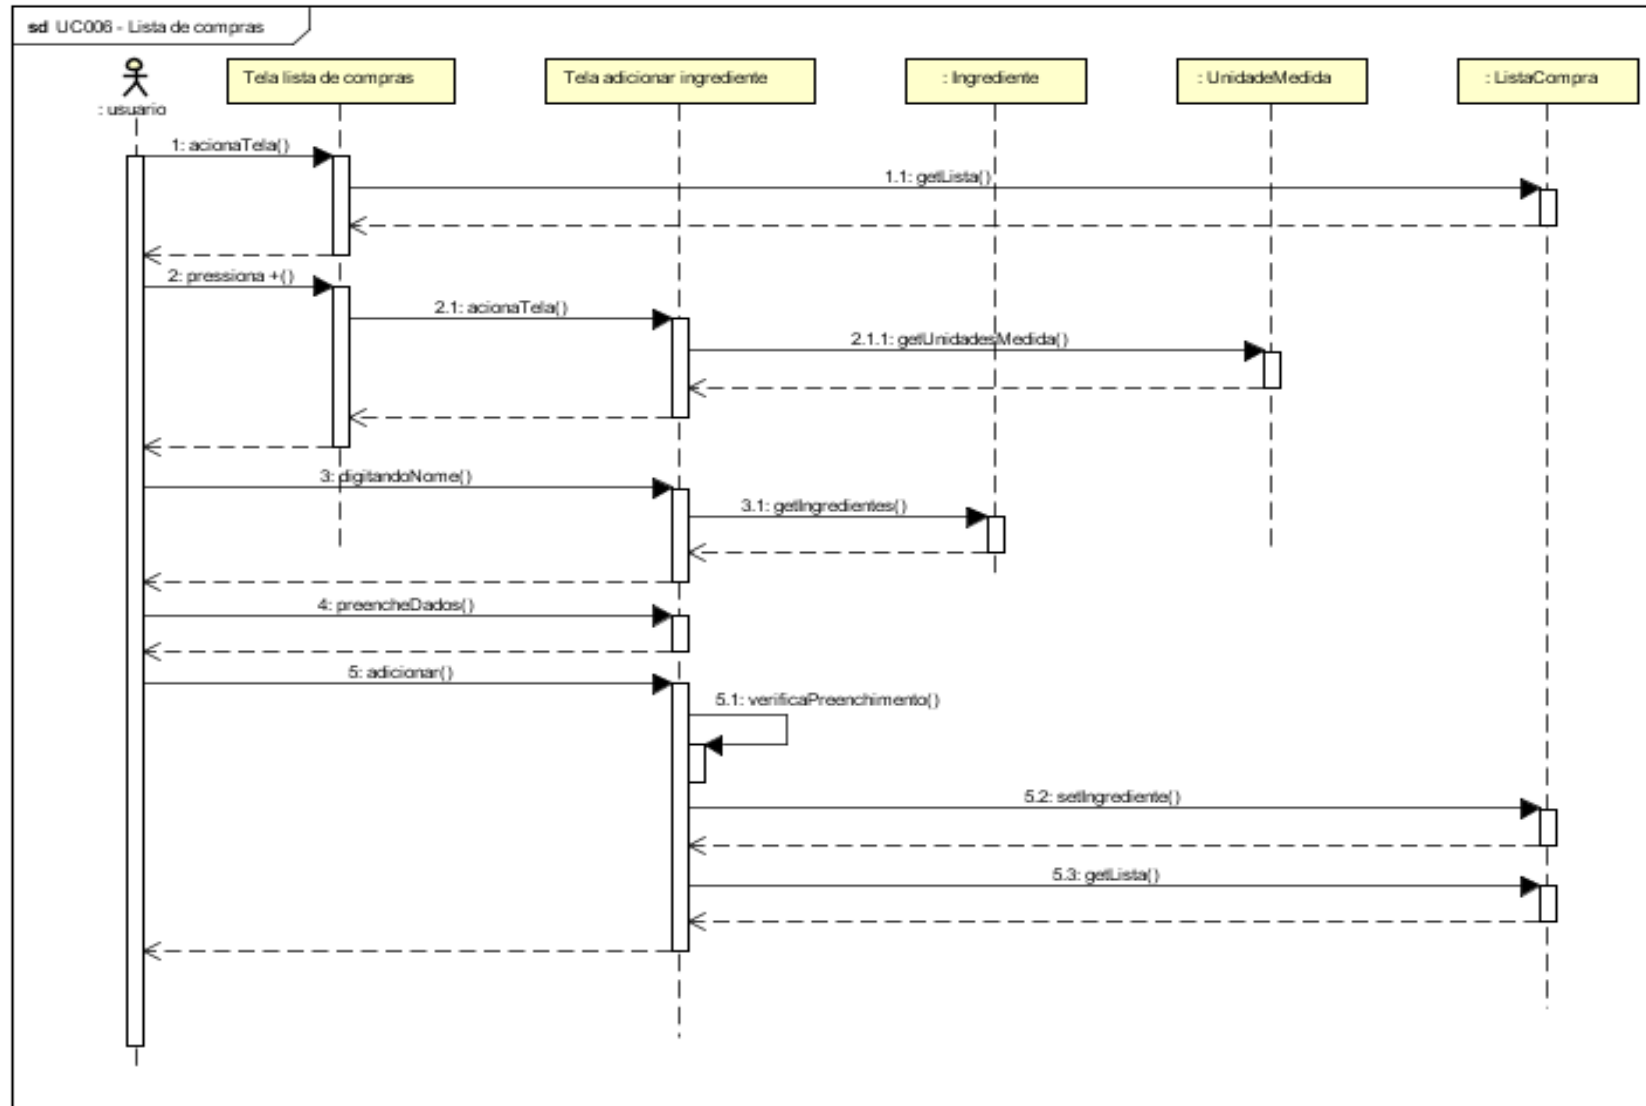 sd UC006 - Lista de compras
: usuário
Tela lista de compras
Tela adicionar ingrediente
: Ingrediente
: UnidadeMedida
: ListaCompra
1: acionaTela()
1.1: getLista()
2: pressiona +()
2.1: acionaTela()
2.1.1: getUnidadesMedida()
3: digitandoNome()
3.1: getIngredientes()
4: preencheDados()
5: adicionar()
5.1: verificaPreenchimento()
5.2: setIngrediente()
5.3: getLista()